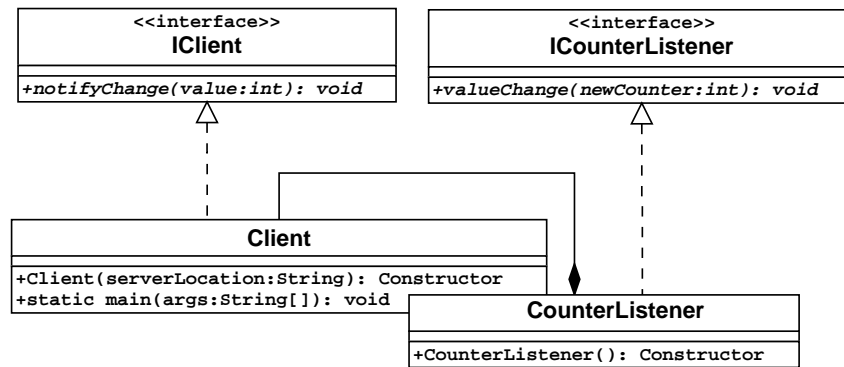 <<interface>>
IClient
+notifyChange(value:int): void
<<interface>>
ICounterListener
+valueChange(newCounter:int): void
Client
+Client(serverLocation:String): Constructor
+static main(args:String[]): void
CounterListener
+CounterListener(): Constructor